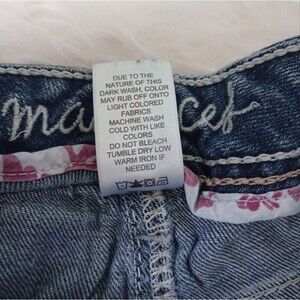 DUE TO THE
NATURE OF THIS
DARK WASH, COLOR
MAY RUB OFF ONTO
LIGHT COLORED
FABRICS
MACHINE WASH
COLD WITH LIKE
COLORS
DO NOT BLEACH
TUMBLE DRY LOW
WARM IRON IF
NEEDED